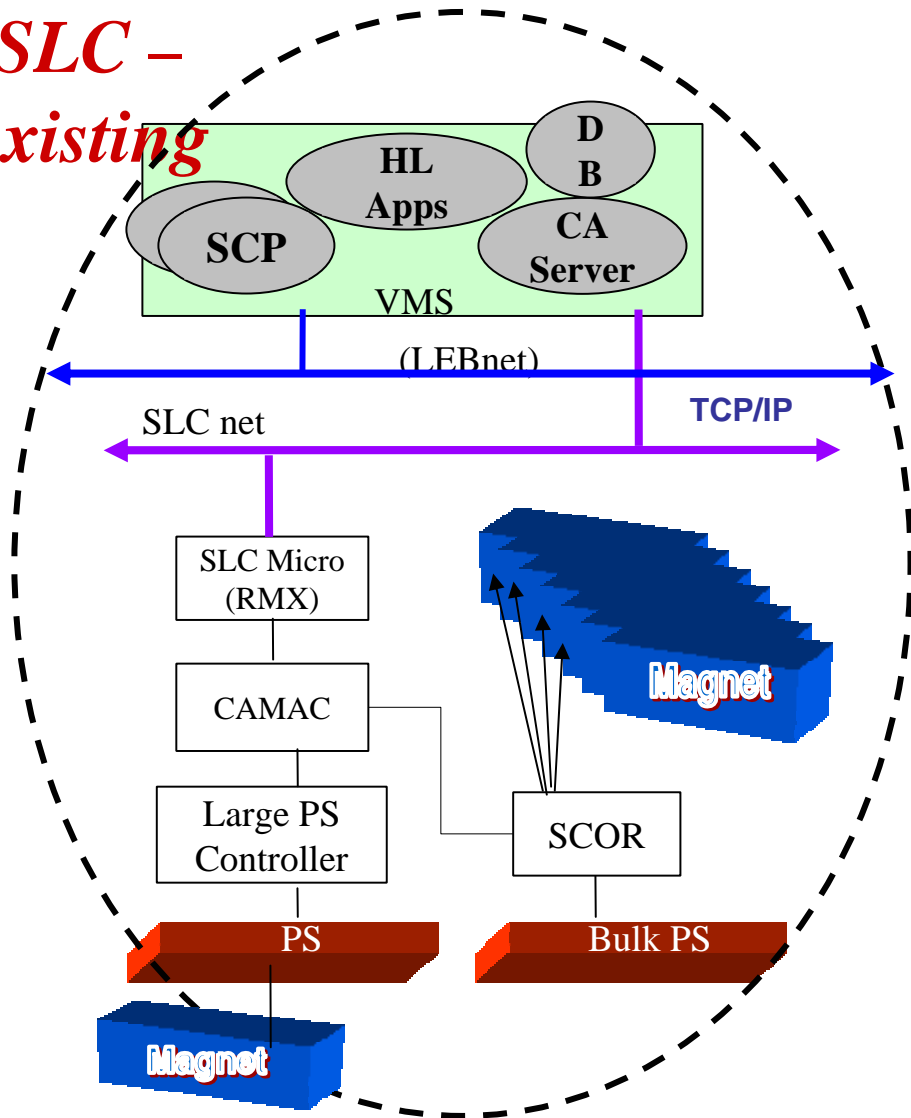 SLC –
xisting
D
B
HL
Apps
SCP
CA
Server
VMS
(LEBnet)
TCP/IP
SLC net
SLC Micro
(RMX)
CAMAC
Magnet
Large PS
Controller
SCOR
PS
Bulk PS
Magnet